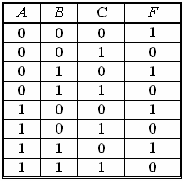 A B C F
0 0 0 1
0 0 1 0
0 1 0 1
0 1 1 0
1 0 0 1
1 0 1 0
1 1 0 1
1 1 1 0